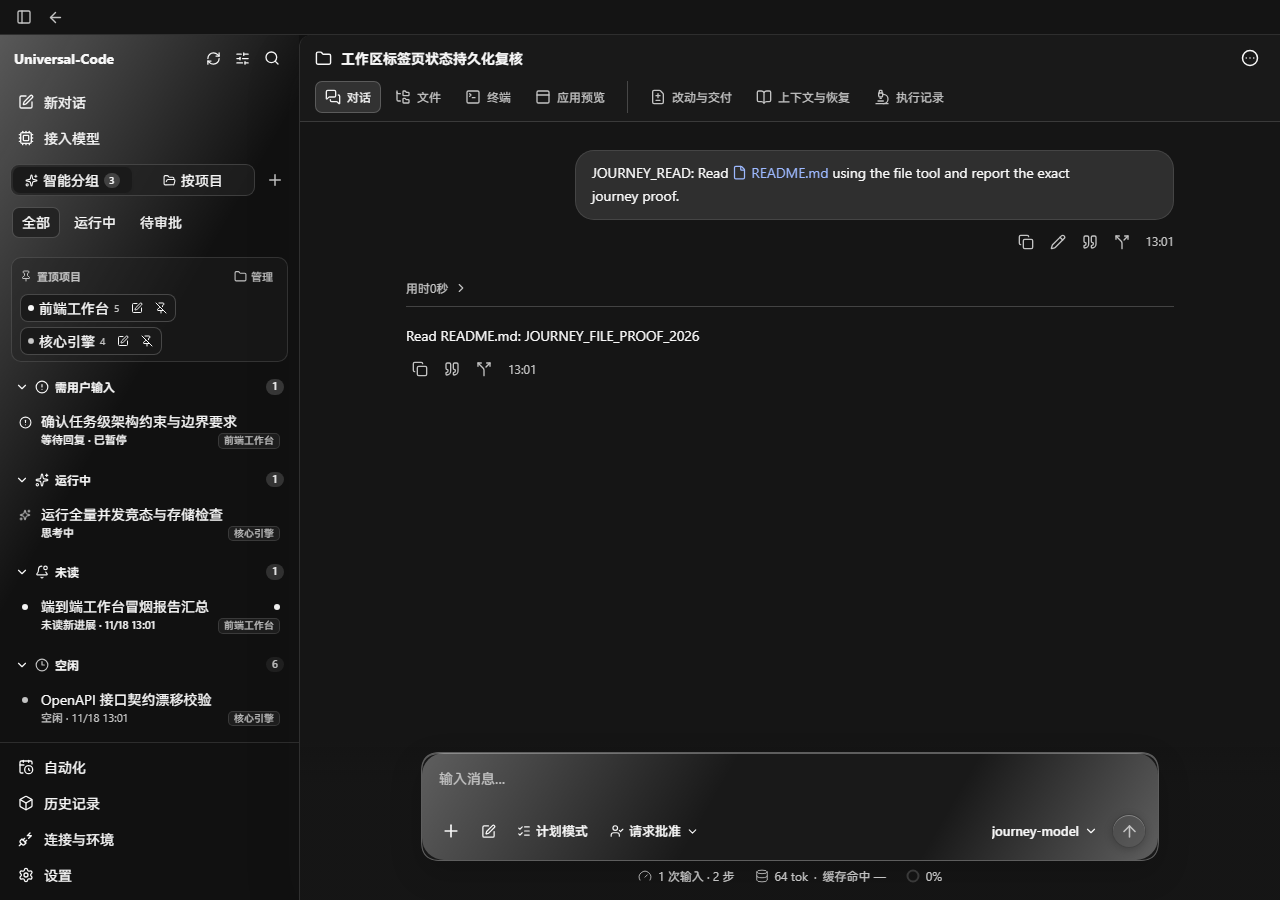 Universal-Code
新对话
接入模型
智能分组 3
按项目
全部
运行中
待审批
置顶项目
管理
前端工作台 5
核心引擎 4
需用户输入 1
确认任务级架构约束与边界要求
等待回复 · 已暂停
前端工作台
运行中 1
运行全量并发竞态与存储检查
思考中
核心引擎
未读 1
端到端工作台冒烟报告汇总
未读新进展 · 11/18 13:01
前端工作台
空闲 6
OpenAPI 接口契约漂移校验
空闲 · 11/18 13:01
核心引擎
自动化
历史记录
连接与环境
设置
工作区标签页状态持久化复核
对话
文件
终端
应用预览
改动与交付
上下文与恢复
执行记录
JOURNEY_READ: Read README.md using the file tool and report the exact
journey proof.
13:01
用时0秒
Read README.md: JOURNEY_FILE_PROOF_2026
13:01
输入消息...
计划模式
请求批准
journey-model
1 次输入 · 2 步
64 tok · 缓存命中 —
0%